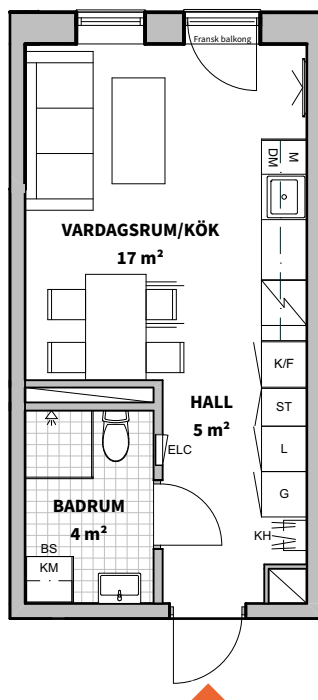 Fransk balkong
M
DM
VARDAGSRUM/KÖK
17 m²
K/F
HALL
5 m²
ST
ELC
L
G
BADRUM
4 m²
KH
BS
KM